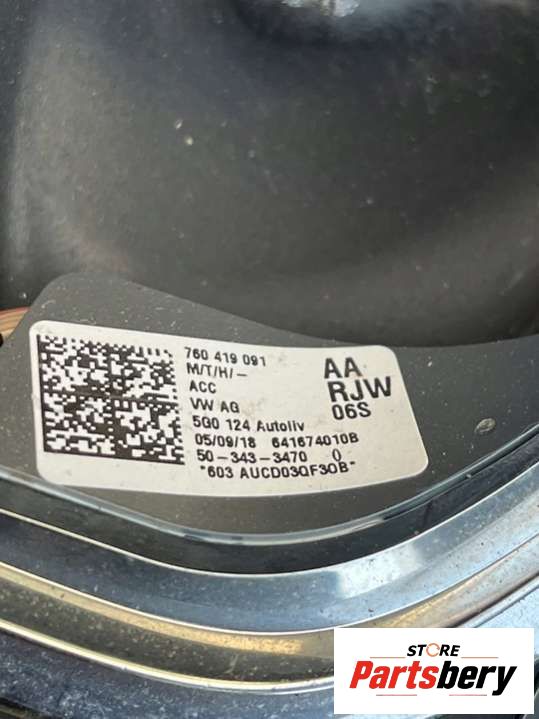 760 419 091
M/T/H/-
ACC
VW AG
5G0 124 Autoliv
05/09/18 641674010B
50-343-3470 0
*603 AUCD03QF3OB*
AA
RJW
06S
STORE
Partsbery